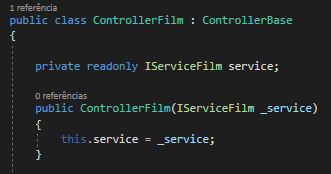 1 referência
public class ControllerFilm : ControllerBase
{
private readonly IServiceFilm service;
0 referências
public ControllerFilm(IServiceFilm _service)
{
this.service = _service;
}